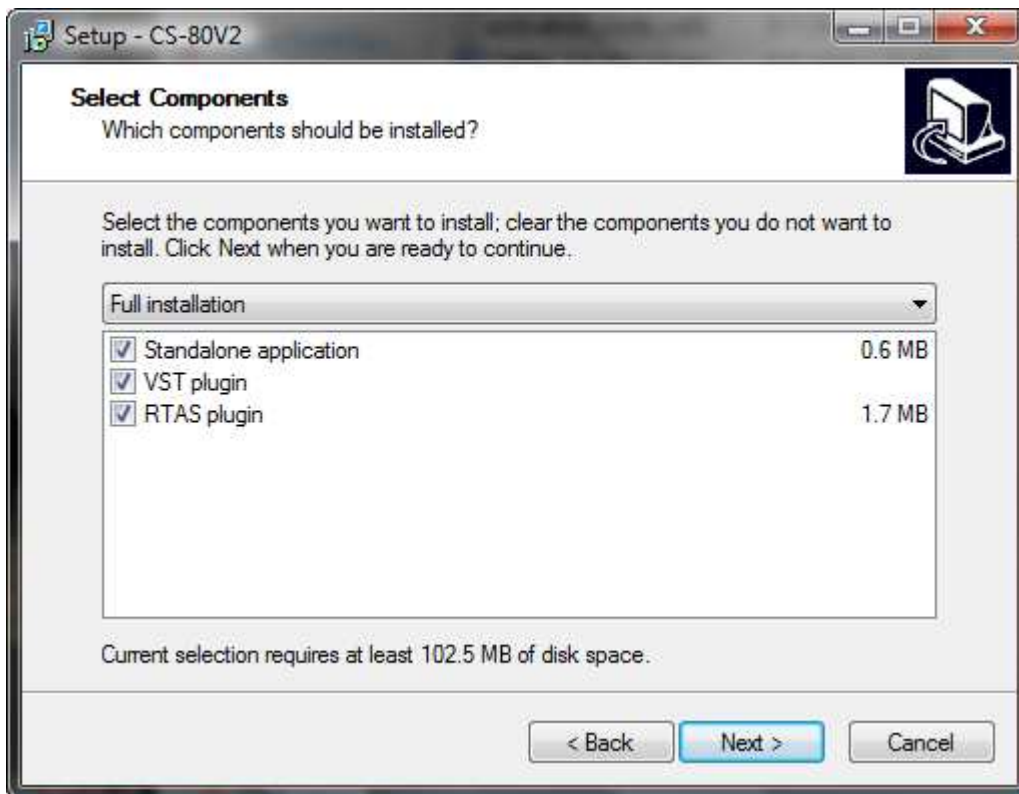 Setup - CS-80V2
Select Components
Which components should be installed?
Select the components you want to install; clear the components you do not want to
install. Click Next when you are ready to continue.
Full installation
Standalone application 0.6 MB
VST plugin
RTAS plugin 1.7 MB
Current selection requires at least 102.5 MB of disk space.
< Back Next > Cancel